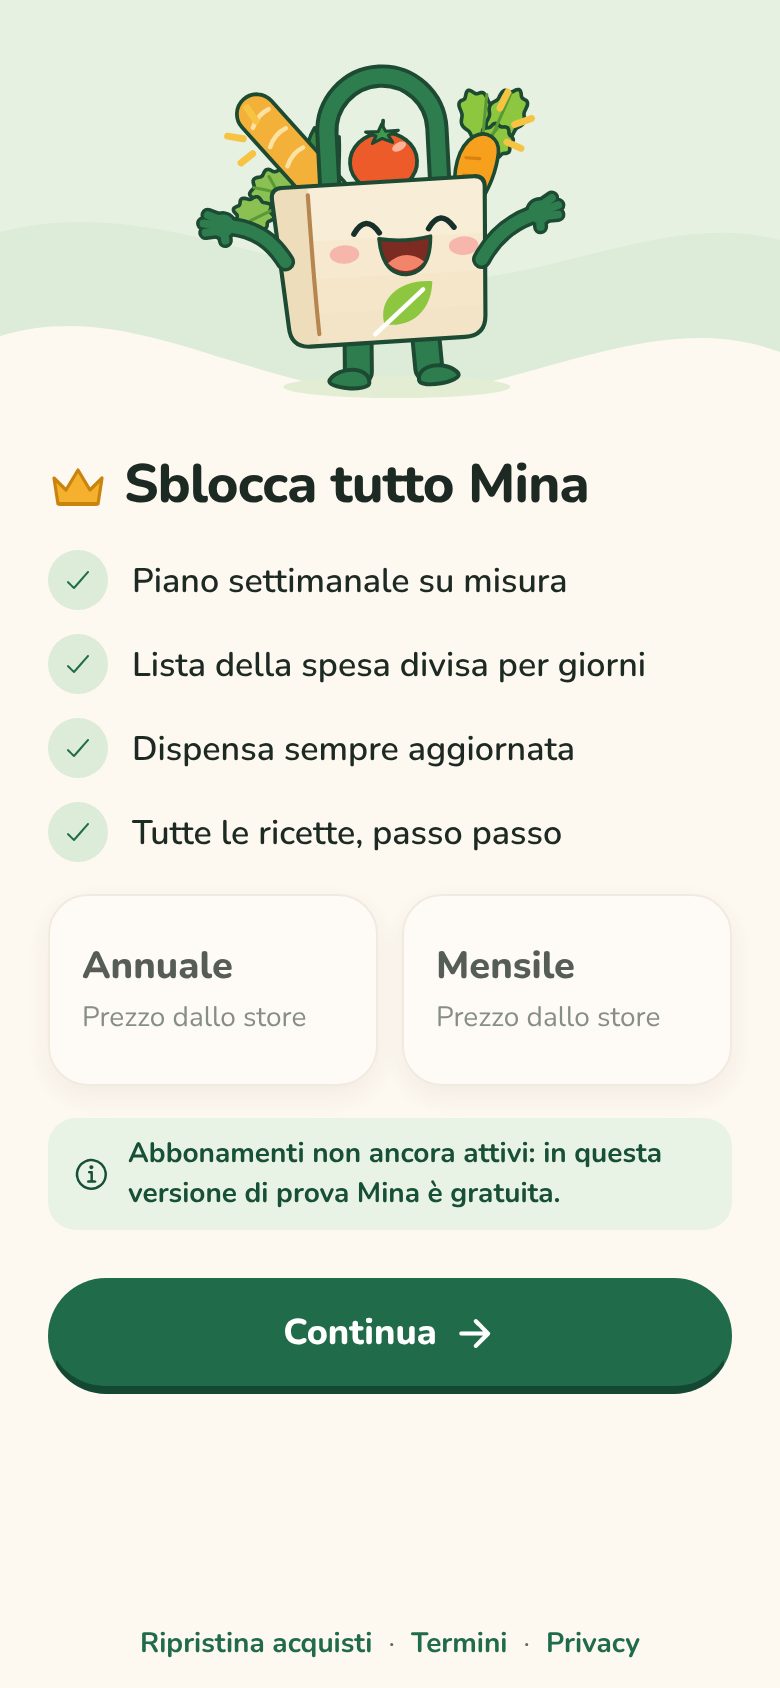 Sblocca tutto Mina
Piano settimanale su misura
Lista della spesa divisa per giorni
Dispensa sempre aggiornata
Tutte le ricette, passo passo
Annuale
Prezzo dallo store
Mensile
Prezzo dallo store
Abbonamenti non ancora attivi: in questa
versione di prova Mina è gratuita.
Continua →
Ripristina acquisti · Termini · Privacy